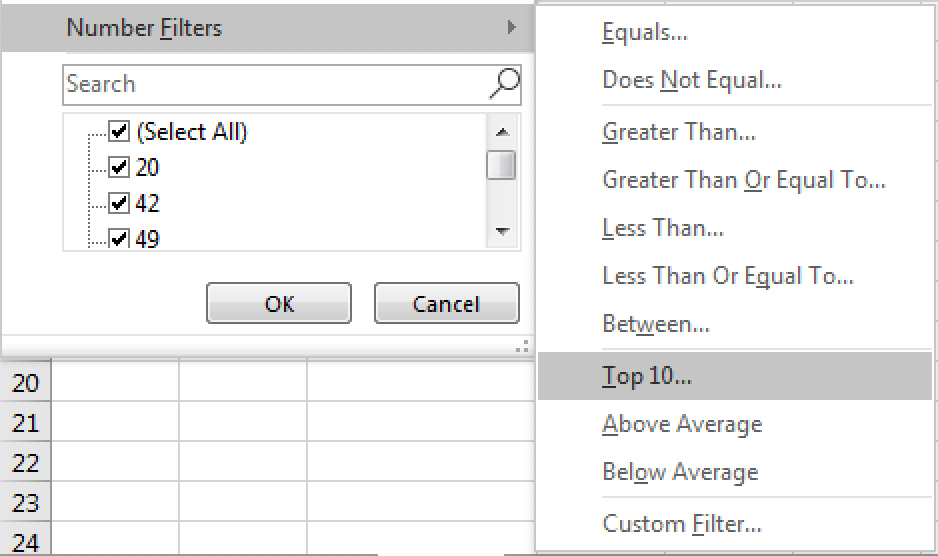 Number Filters
Search
(Select All)
20
42
49
OK Cancel
20
21
22
23
24
Equals...
Does Not Equal...
Greater Than...
Greater Than Or Equal To...
Less Than...
Less Than Or Equal To...
Between...
Top 10...
Above Average
Below Average
Custom Filter...